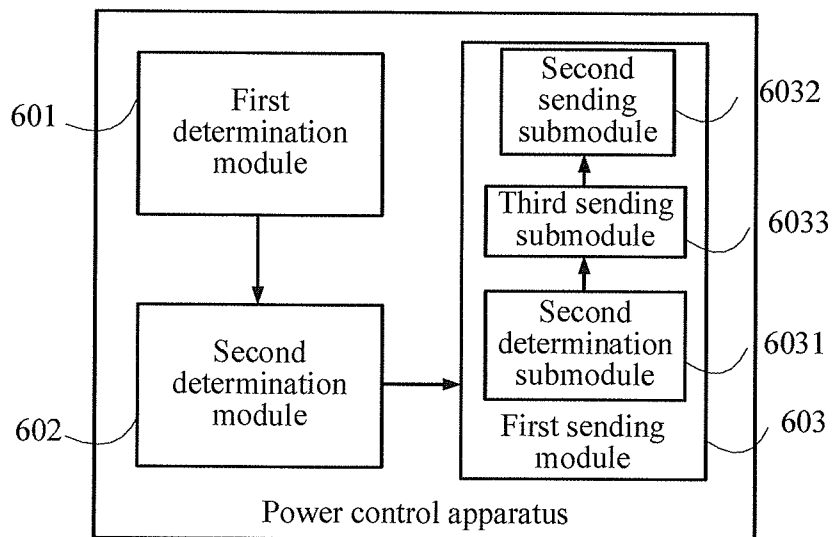 601
First
determination
module
602
Second
determination
module
Second
sending
submodule
6032
Third sending
submodule
6033
Second
determination
submodule
6031
First sending
module
603
Power control apparatus